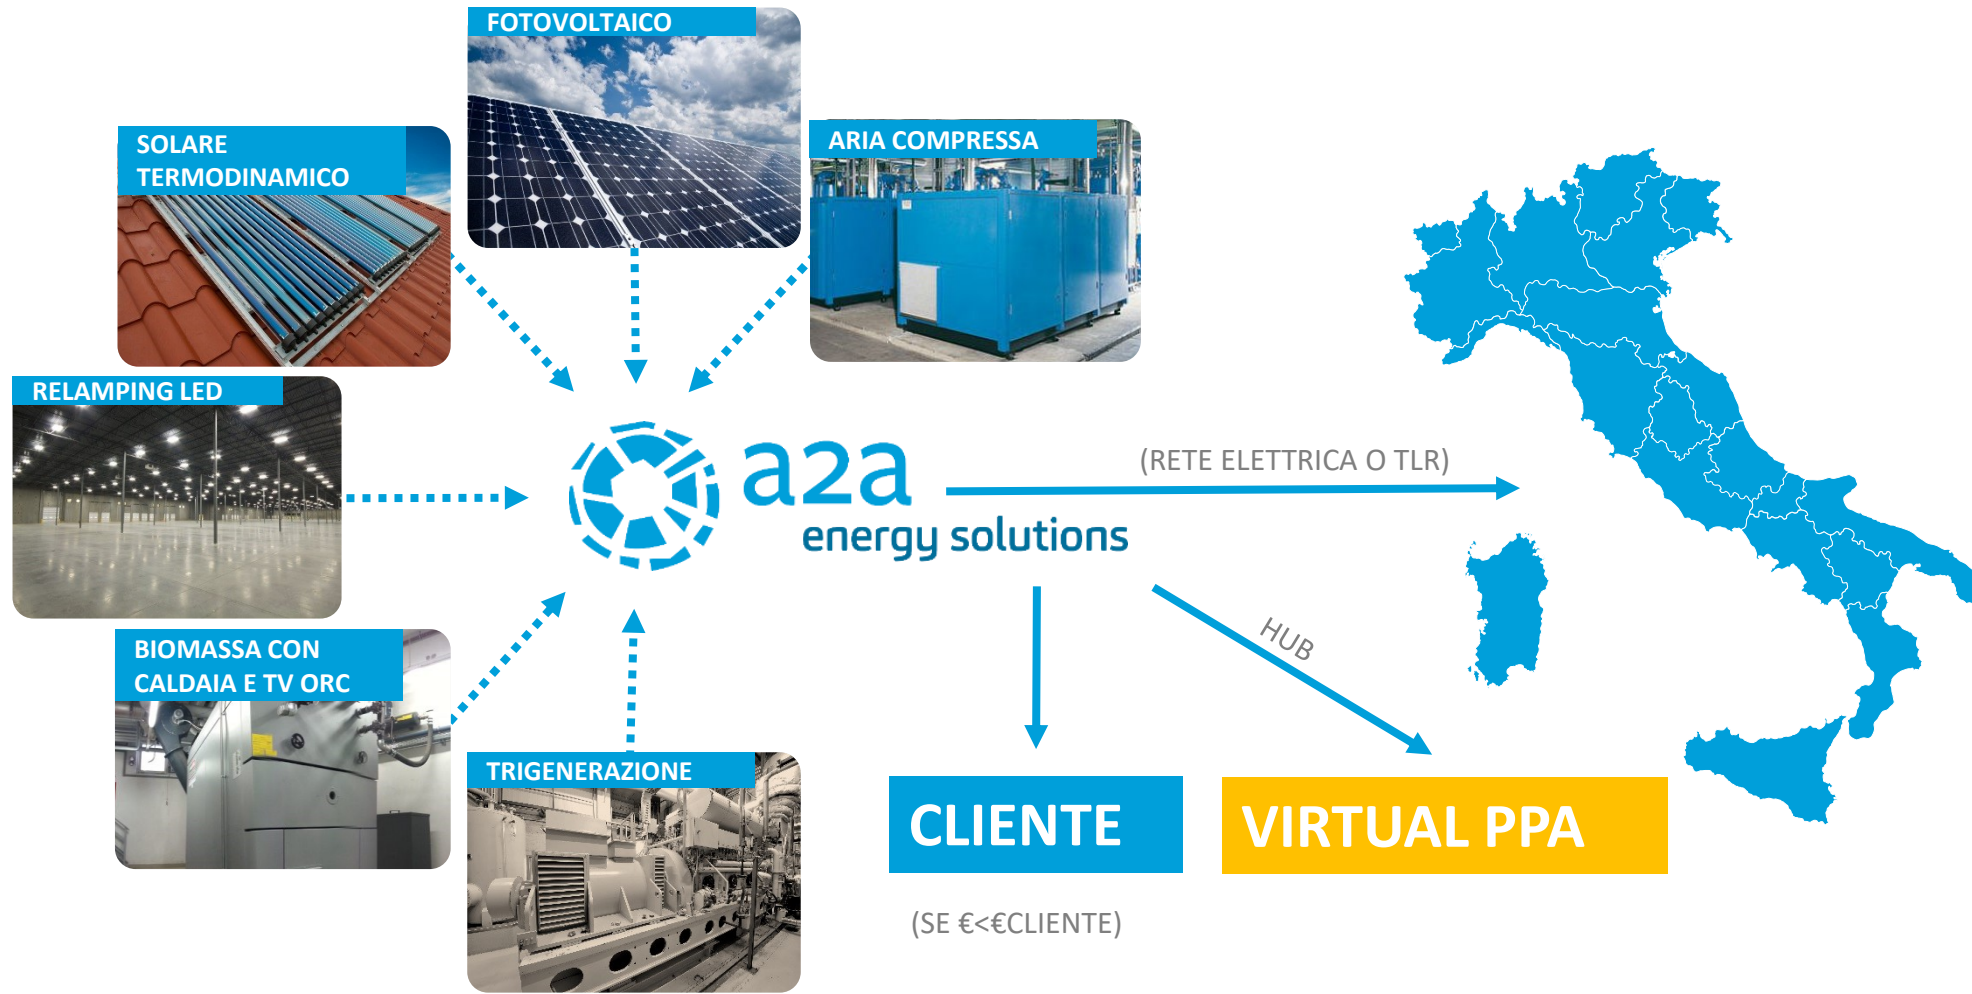 FOTOVOLTAICO
SOLARE
TERMODINAMICO
ARIA COMPRESSA
RELAMPING LED
a2a
energy solutions
(RETE ELETTRICA O TLR)
HUB
BIOMASSA CON
CALDAIA E TV ORC
TRIGENERAZIONE
CLIENTE
VIRTUAL PPA
(SE €<€CLIENTE)